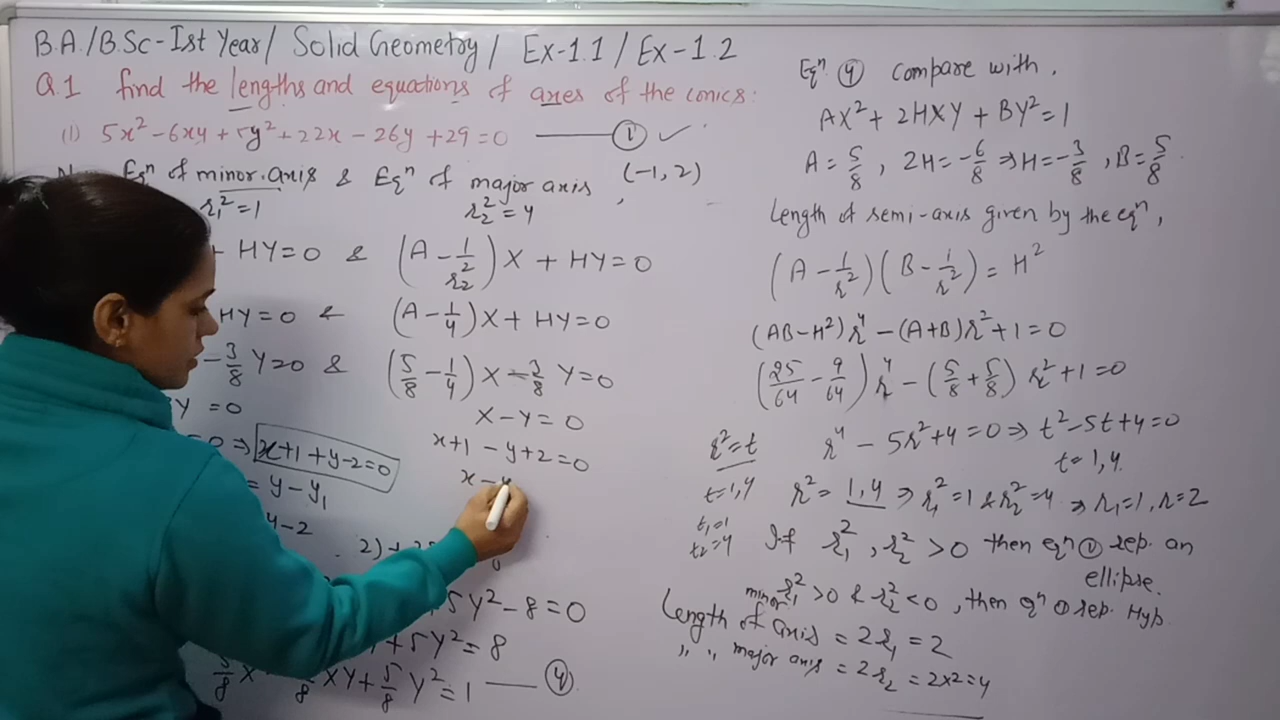 B.A./B.Sc-Ist Year/ Solid Geometry/ Ex-1.1/Ex-1.2
Q.1 find the lengths and equations of axes of the conics:
(1) 5x² - 6xy + 5y² + 22x - 26y + 29 = 0 ——— ① ✓
Eqⁿ of minor axis & Eqⁿ of major axis, (-1, 2)
r₁² = 1 r₂² = 4
+ HY = 0 & (A - 1/r₂²) X + HY = 0
HY = 0 & (A - 1/4) X + HY = 0
- 3/8 Y = 0 & (5/8 - 1/4) X - 3/8 Y = 0
Y = 0 X - Y = 0
= 0 ⇒ x+1 + y-2 = 0 x+1 - y+2 = 0
= y - y₁ x - y
y - 2
2) +
0
5Y² - 8 = 0
+ 5Y² = 8
5/8 X² - 6/8 XY + 5/8 Y² = 1 —— ④
Eqⁿ ④ compare with,
AX² + 2HXY + BY² = 1
A = 5/8, 2H = -6/8 ⇒ H = -3/8, B = 5/8
Length of semi-axis given by the eqⁿ,
(A - 1/r²)(B - 1/r²) = H²
(AB - H²) r⁴ - (A+B) r² + 1 = 0
(25/64 - 9/64) r⁴ - (5/8 + 5/8) r² + 1 = 0
r² = t r⁴ - 5r² + 4 = 0 ⇒ t² - 5t + 4 = 0
t = 1, 4.
t = 1, 4 r² = 1, 4 ⇒ r₁² = 1 & r₂² = 4 ⇒ r₁ = 1, r = 2
t₁ = 1
t₂ = 4
If r₁², r₂² > 0 then eqⁿ ① rep. an
ellipse.
r₁² > 0 & r₂² < 0, then eqⁿ ① rep. Hyp.
minor
Length of axis = 2r₁ = 2
,, ,, major axis = 2r₂ = 2x2 = 4